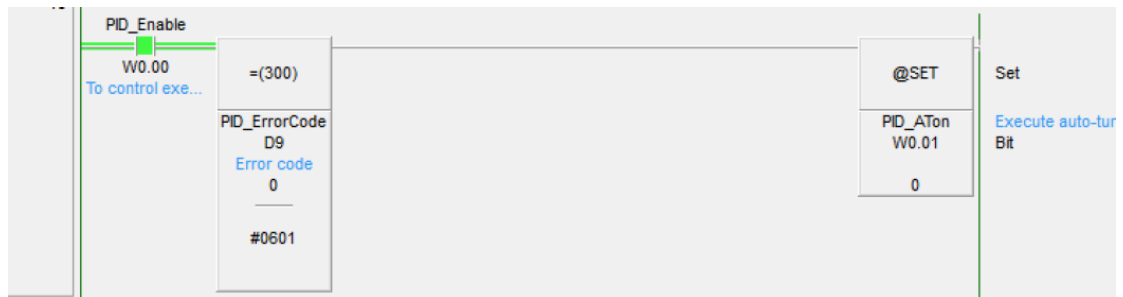 PID_Enable
W0.00
To control exe...
=(300)
PID_ErrorCode
D9
Error code
0
#0601
@SET
PID_ATon
W0.01
0
Set
Execute auto-tur
Bit